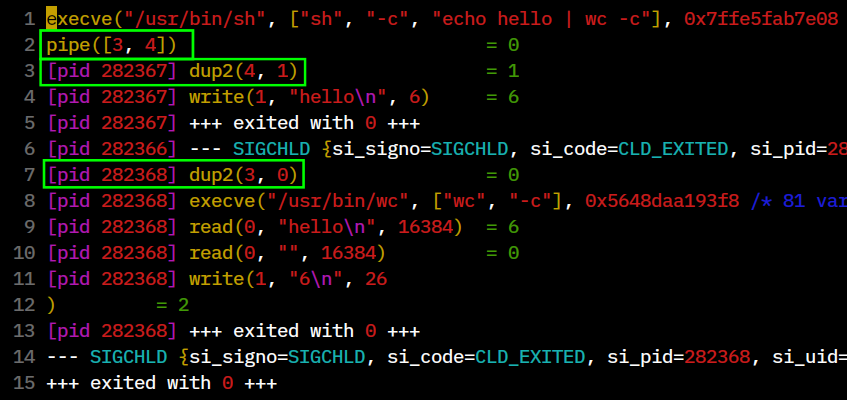 1 execve("/usr/bin/sh", ["sh", "-c", "echo hello | wc -c"], 0x7ffe5fab7e08
2 pipe([3, 4])                            = 0
3 [pid 282367] dup2(4, 1)                 = 1
4 [pid 282367] write(1, "hello\n", 6)     = 6
5 [pid 282367] +++ exited with 0 +++
6 [pid 282366] --- SIGCHLD {si_signo=SIGCHLD, si_code=CLD_EXITED, si_pid=28
7 [pid 282368] dup2(3, 0)                 = 0
8 [pid 282368] execve("/usr/bin/wc", ["wc", "-c"], 0x5648daa193f8 /* 81 var
9 [pid 282368] read(0, "hello\n", 16384)  = 6
10 [pid 282368] read(0, "", 16384)         = 0
11 [pid 282368] write(1, "6\n", 26
12 )         = 2
13 [pid 282368] +++ exited with 0 +++
14 --- SIGCHLD {si_signo=SIGCHLD, si_code=CLD_EXITED, si_pid=282368, si_uid=
15 +++ exited with 0 +++